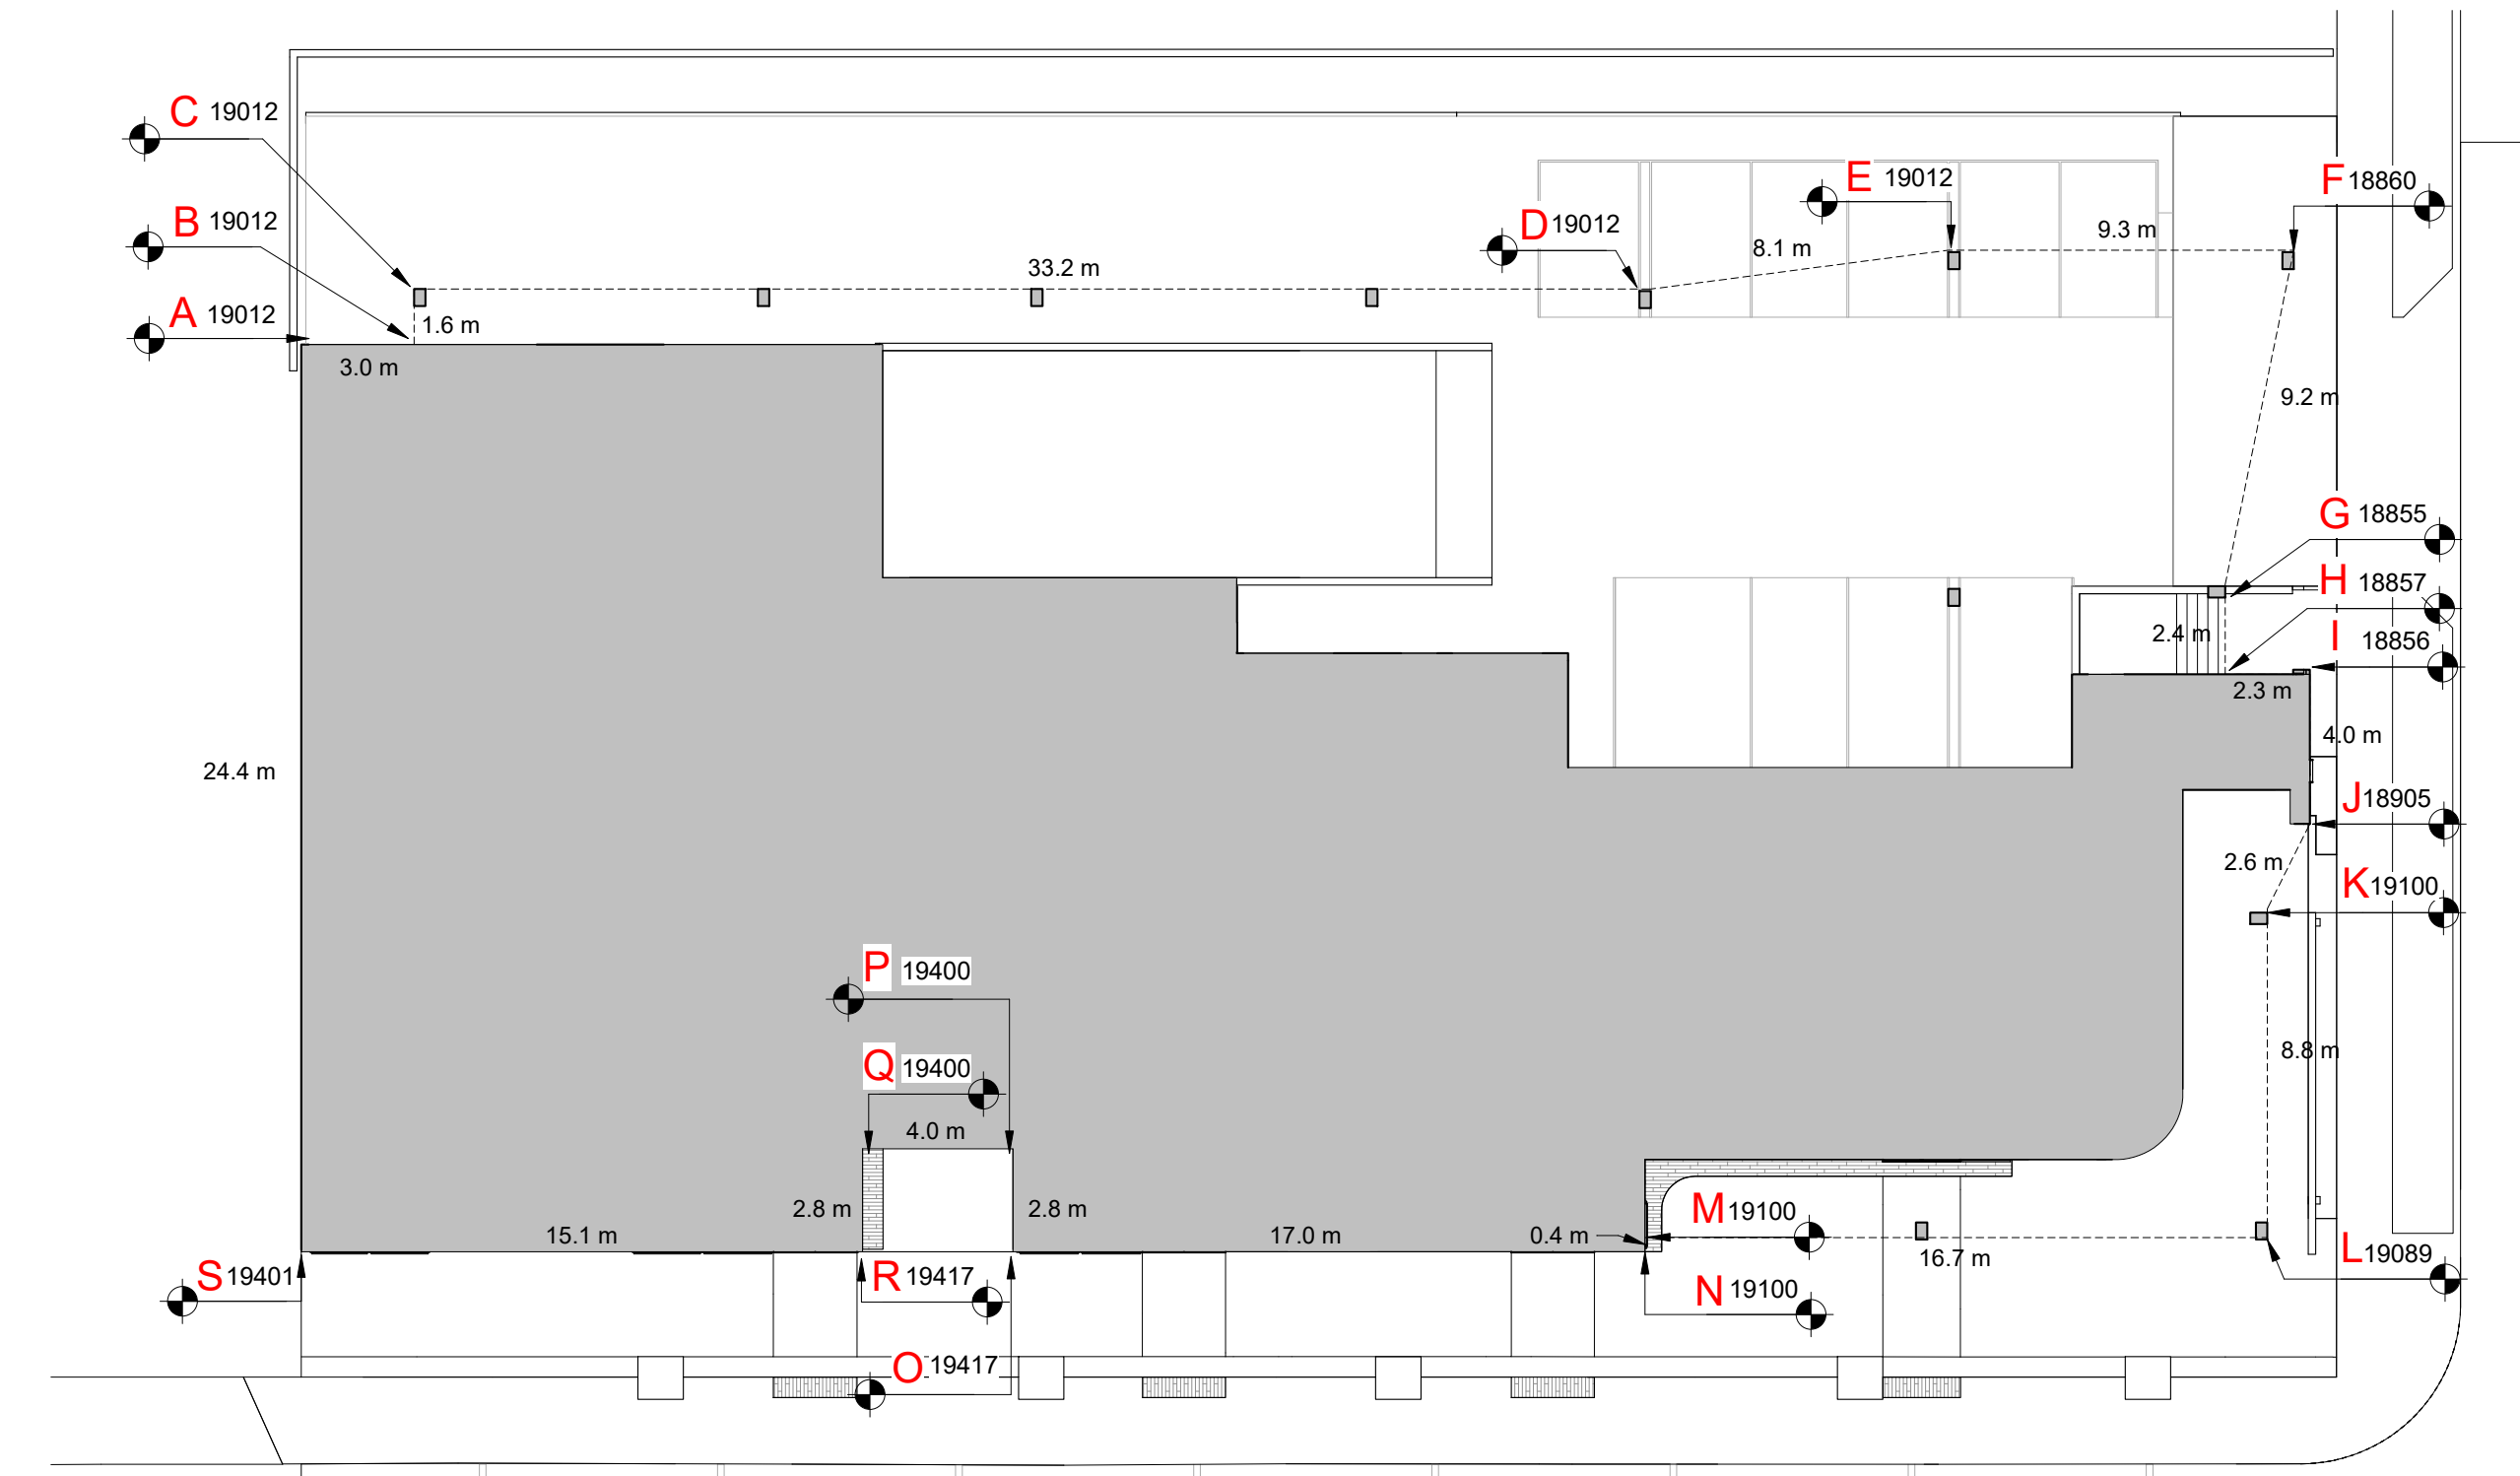 C 19012
B 19012
A 19012
3.0 m
1.6 m
33.2 m
D 19012
8.1 m
E 19012
9.3 m
F 18860
9.2 m
G 18855
H 18857
2.4 m
I 18856
2.3 m
4.0 m
J 18905
2.6 m
K 19100
24.4 m
P 19400
Q 19400
4.0 m
8.8 m
2.8 m
2.8 m
15.1 m
17.0 m
0.4 m
M 19100
16.7 m
L 19089
S 19401
R 19417
N 19100
O 19417